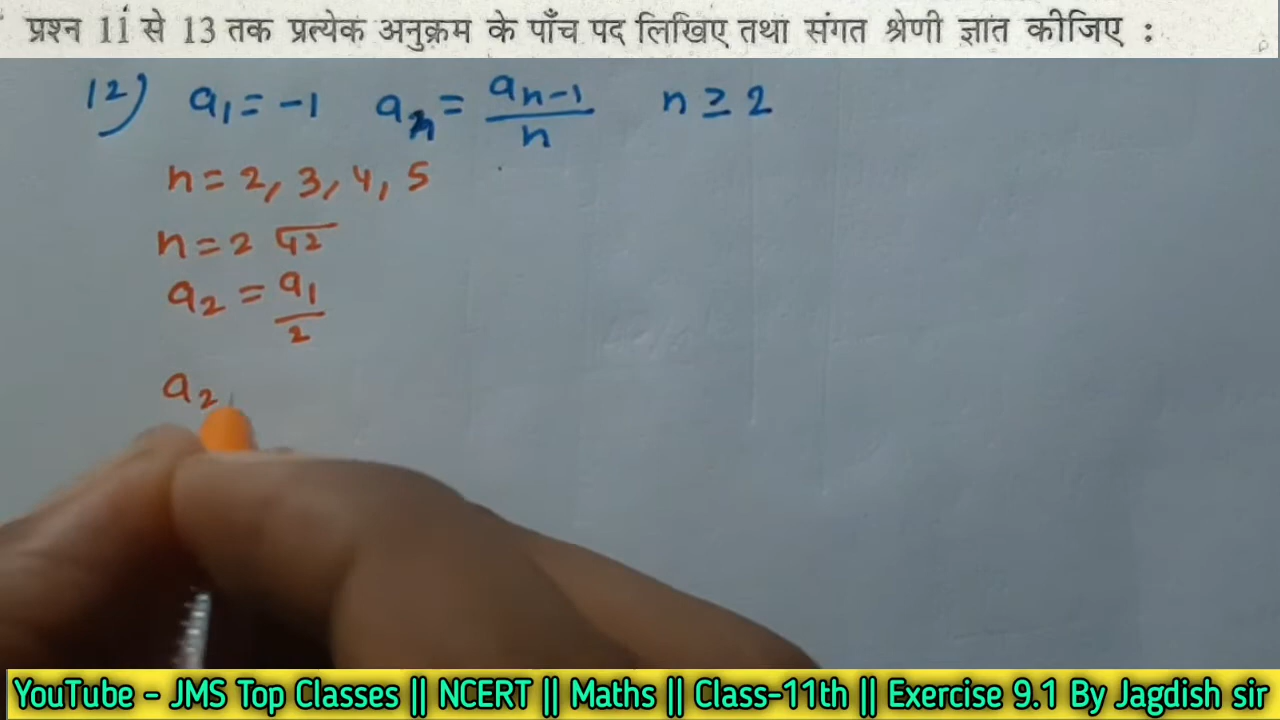 प्रश्न 11 से 13 तक प्रत्येक अनुक्रम के पाँच पद लिखिए तथा संगत श्रेणी ज्ञात कीजिए :
12) a₁ = -1 aₙ = aₙ₋₁/n n ≥ 2
n = 2, 3, 4, 5
n = 2
a₂ = a₁/2
a₂
YouTube - JMS Top Classes || NCERT || Maths || Class-11th || Exercise 9.1 By Jagdish sir